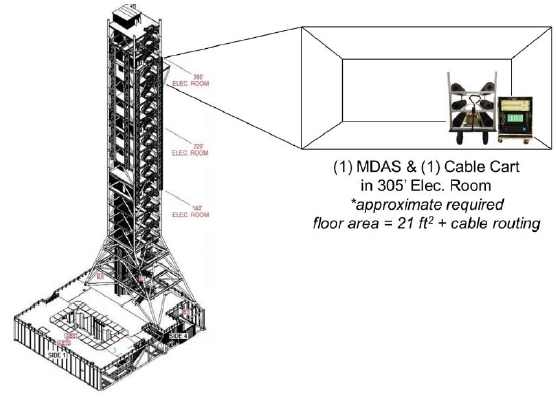 305'
ELEC. ROOM
220'
ELEC. ROOM
140'
ELEC. ROOM
SIDE 1
SIDE 4
(1) MDAS & (1) Cable Cart
in 305' Elec. Room
*approximate required
floor area = 21 ft² + cable routing